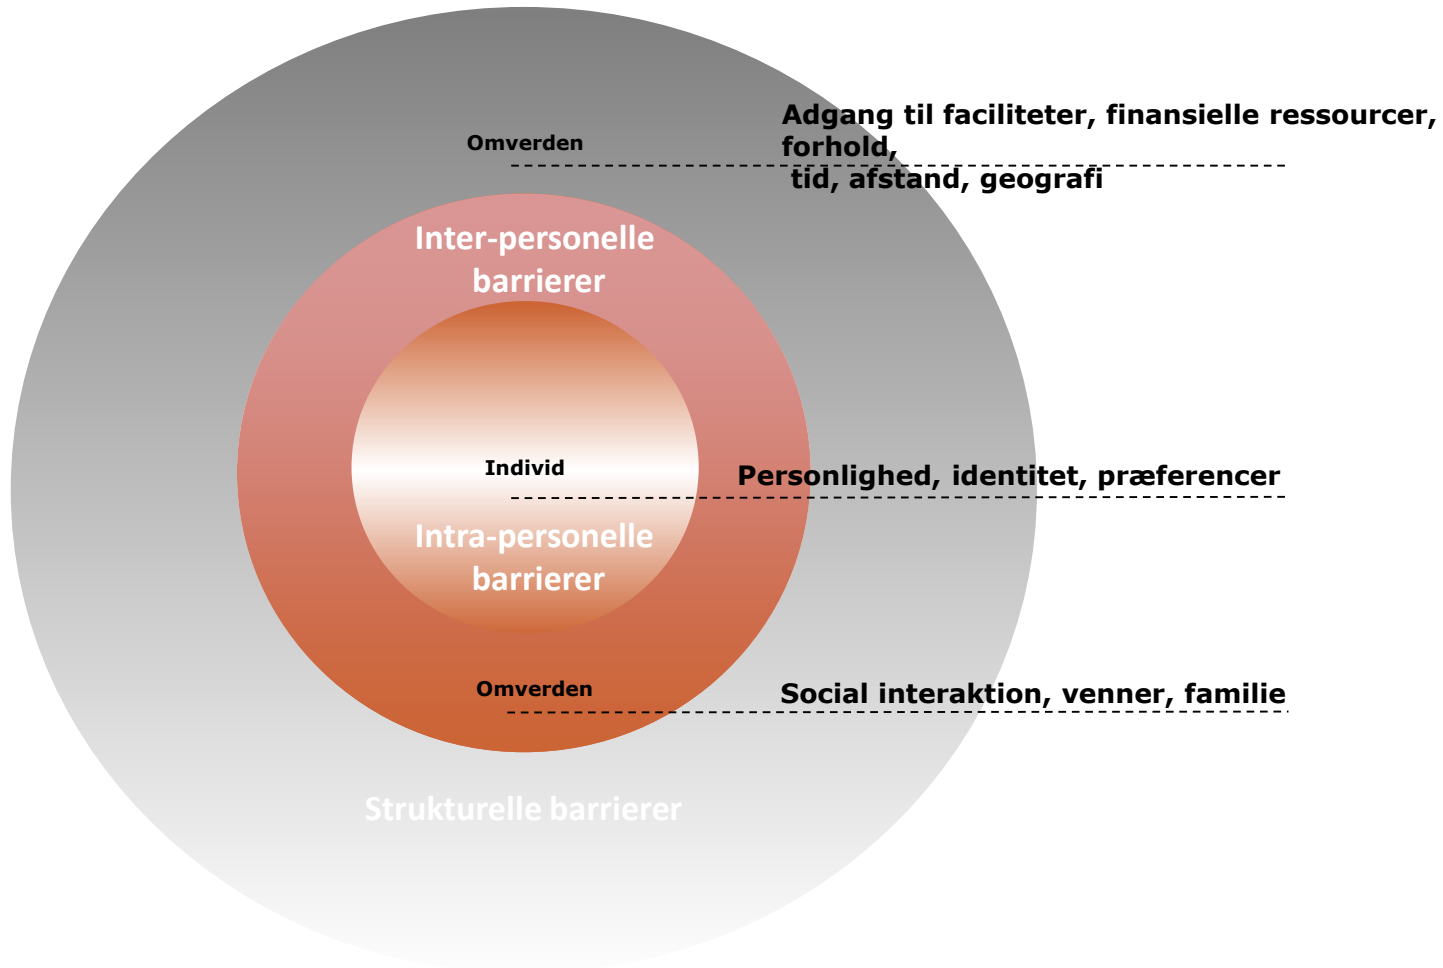 Adgang til faciliteter, finansielle ressourcer,
forhold,
tid, afstand, geografi
Omverden
Inter-personelle
barrierer
Individ
Personlighed, identitet, præferencer
Intra-personelle
barrierer
Omverden
Social interaktion, venner, familie
Strukturelle barrierer